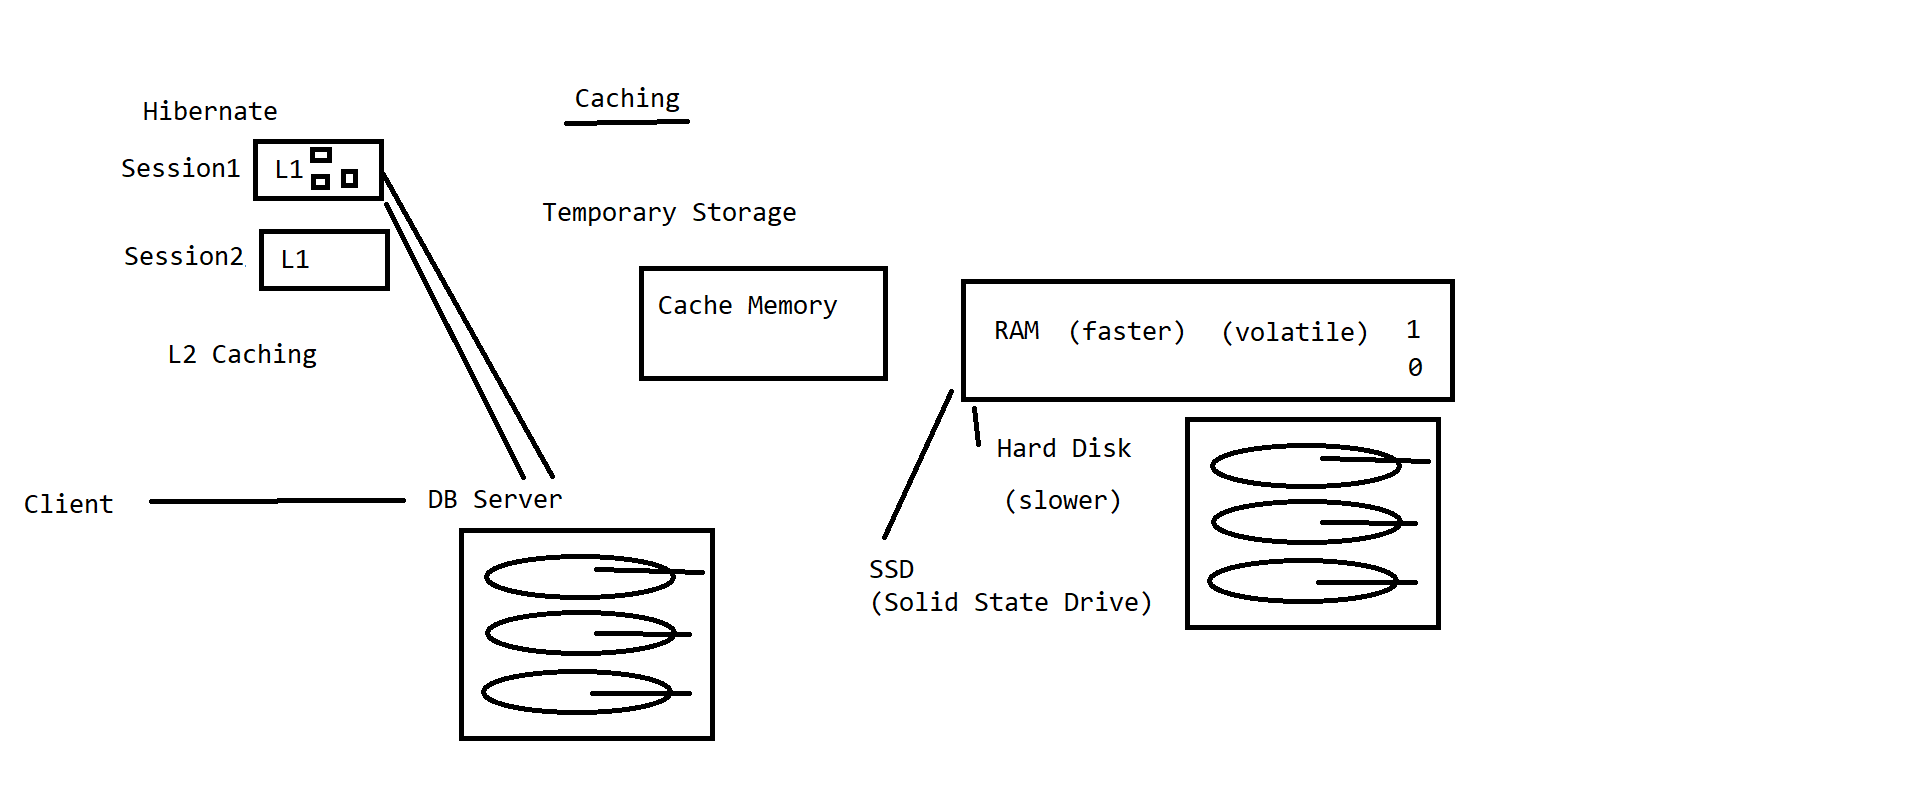 Caching
Hibernate
Session1
L1
Temporary Storage
Session2
L1
Cache Memory
RAM (faster) (volatile) 1
0
L2 Caching
Hard Disk
(slower)
Client
DB Server
SSD
(Solid State Drive)